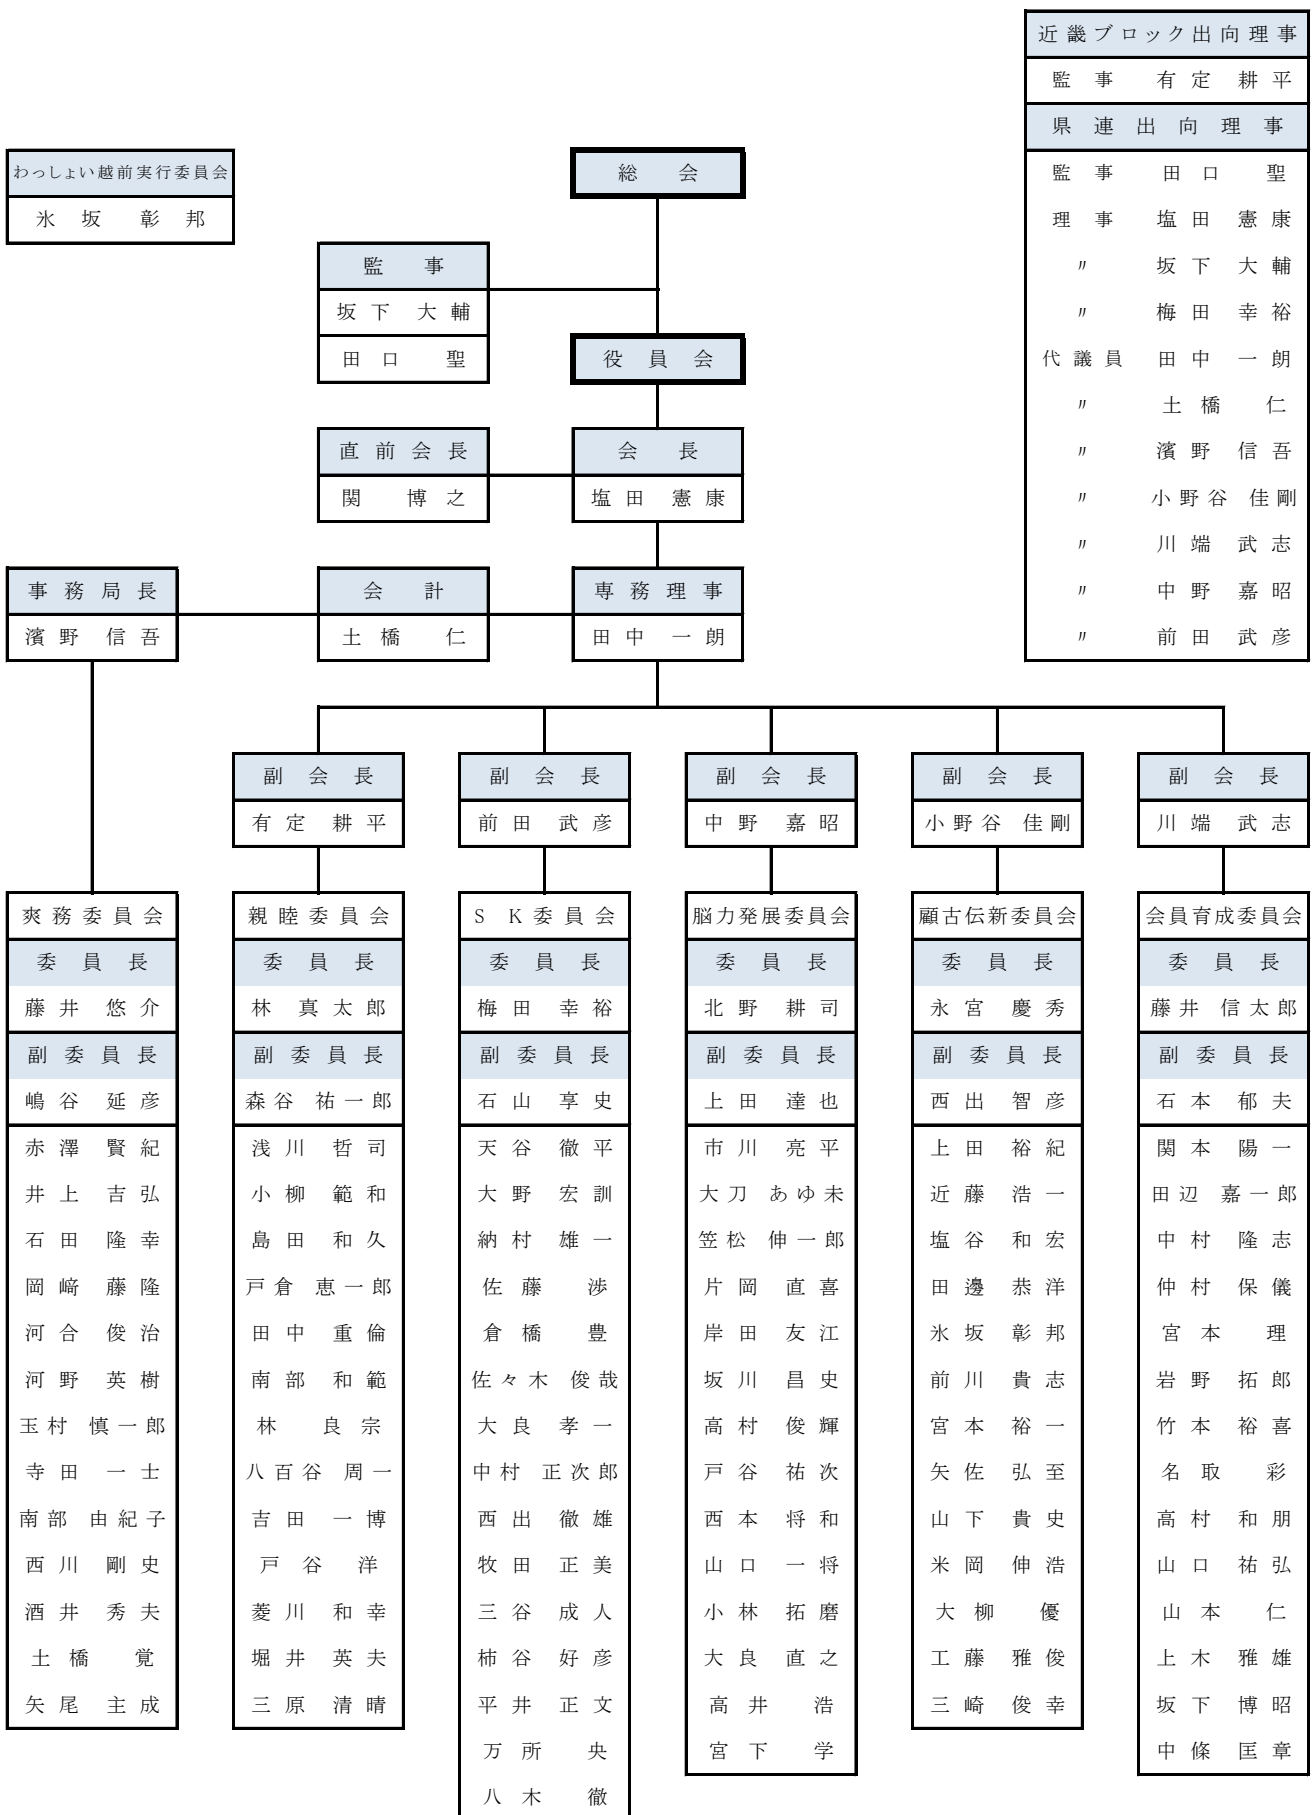 近畿ブロック出向理事
監事 有定 耕平
県連出向理事
監事 田口 聖
理事 塩田 憲康
〃 坂下 大輔
〃 梅田 幸裕
代議員 田中 一朗
〃 土橋 仁
〃 濱野 信吾
〃 小野谷 佳剛
〃 川端 武志
〃 中野 嘉昭
〃 前田 武彦
わっしょい越前実行委員会
氷坂 彰邦
総会
監事
坂下 大輔
田口 聖
役員会
直前会長
関 博之
会長
塩田 憲康
事務局長
濱野 信吾
会計
土橋 仁
専務理事
田中 一朗
副会長
有定 耕平
副会長
前田 武彦
副会長
中野 嘉昭
副会長
小野谷 佳剛
副会長
川端 武志
爽務委員会
委員長
藤井 悠介
副委員長
嶋谷 延彦
赤澤 賢紀
井上 吉弘
石田 隆幸
岡﨑 藤隆
河合 俊治
河野 英樹
玉村 慎一郎
寺田 一士
南部 由紀子
西川 剛史
酒井 秀夫
土橋 覚
矢尾 主成
親睦委員会
委員長
林 真太郎
副委員長
森谷 祐一郎
浅川 哲司
小柳 範和
島田 和久
戸倉 恵一郎
田中 重倫
南部 和範
林 良宗
八百谷 周一
吉田 一博
戸谷 洋
菱川 和幸
堀井 英夫
三原 清晴
SK委員会
委員長
梅田 幸裕
副委員長
石山 享史
天谷 徹平
大野 宏訓
納村 雄一
佐藤 渉
倉橋 豊
佐々木 俊哉
大良 孝一
中村 正次郎
西出 徹雄
牧田 正美
三谷 成人
柿谷 好彦
平井 正文
万所 央
八木 徹
脳力発展委員会
委員長
北野 耕司
副委員長
上田 達也
市川 亮平
大刀 あゆ未
笠松 伸一郎
片岡 直喜
岸田 友江
坂川 昌史
高村 俊輝
戸谷 祐次
西本 将和
山口 一将
小林 拓磨
大良 直之
高井 浩
宮下 学
顧古伝新委員会
委員長
永宮 慶秀
副委員長
西出 智彦
上田 裕紀
近藤 浩一
塩谷 和宏
田邊 恭洋
氷坂 彰邦
前川 貴志
宮本 裕一
矢佐 弘至
山下 貴史
米岡 伸浩
大柳 優
工藤 雅俊
三崎 俊幸
会員育成委員会
委員長
藤井 信太郎
副委員長
石本 郁夫
関本 陽一
田辺 嘉一郎
中村 隆志
仲村 保儀
宮本 理
岩野 拓郎
竹本 裕喜
名取 彩
高村 和朋
山口 祐弘
山本 仁
上木 雅雄
坂下 博昭
中條 匡章